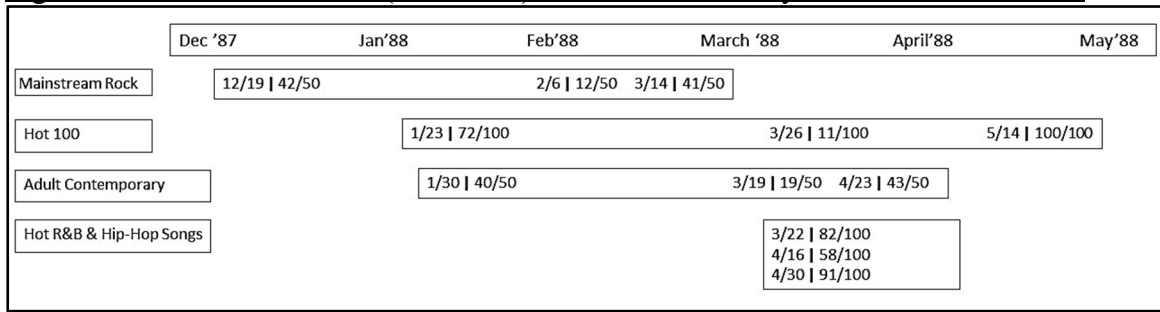 Dec '87 Jan'88 Feb'88 March '88 April'88 May'88
Mainstream Rock 12/19 | 42/50 2/6 | 12/50 3/14 | 41/50
Hot 100 1/23 | 72/100 3/26 | 11/100 5/14 | 100/100
Adult Contemporary 1/30 | 40/50 3/19 | 19/50 4/23 | 43/50
Hot R&B & Hip-Hop Songs 3/22 | 82/100
4/16 | 58/100
4/30 | 91/100